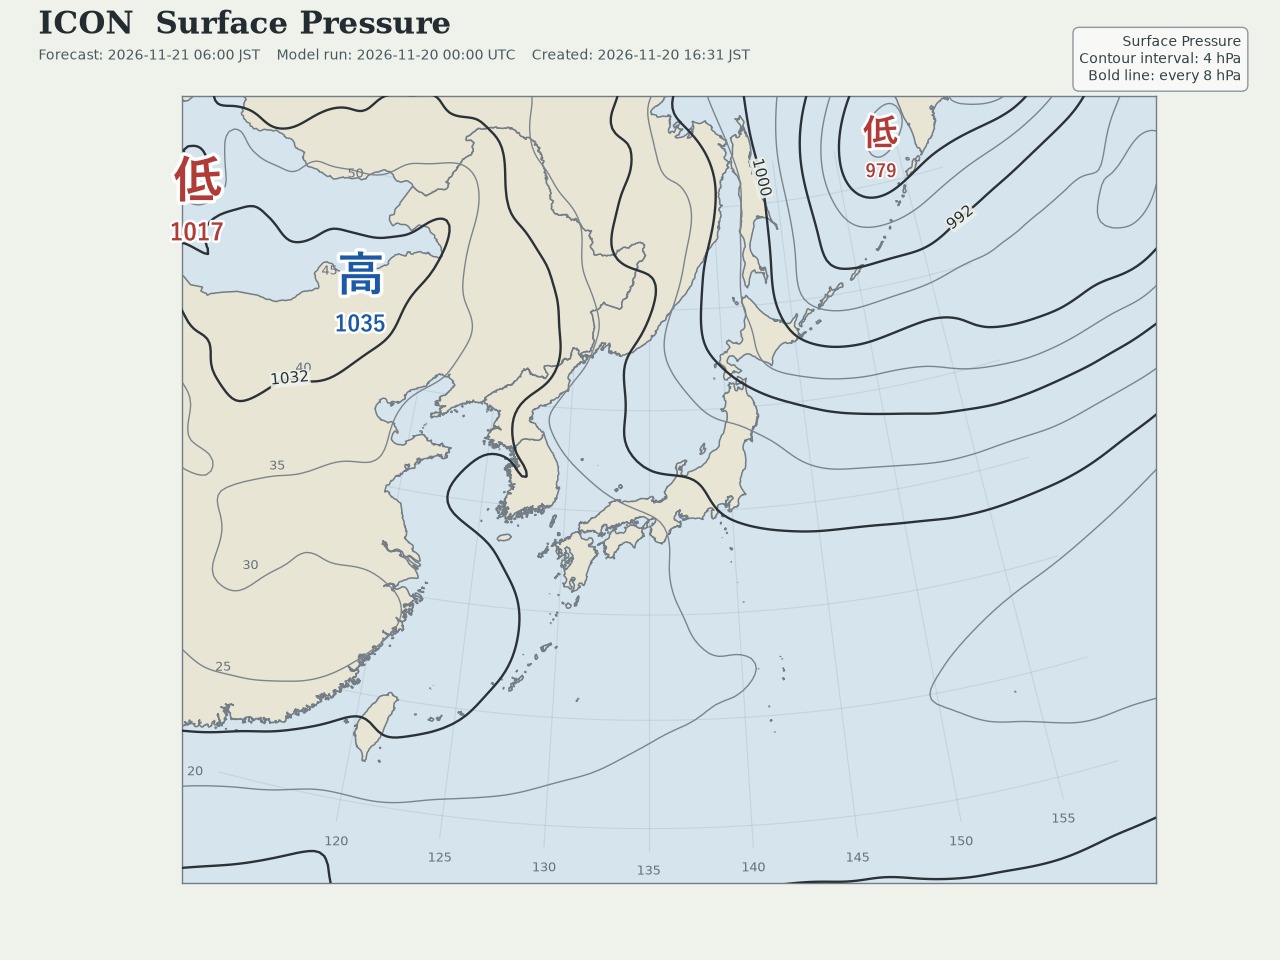 ICON Surface Pressure
Forecast: 2026-11-21 06:00 JST Model run: 2026-11-20 00:00 UTC Created: 2026-11-20 16:31 JST
Surface Pressure
Contour interval: 4 hPa
Bold line: every 8 hPa
低
979
1000
50
低
1017
992
45
高
1035
40
1032
35
30
25
20
155
120
150
125
145
130
140
135